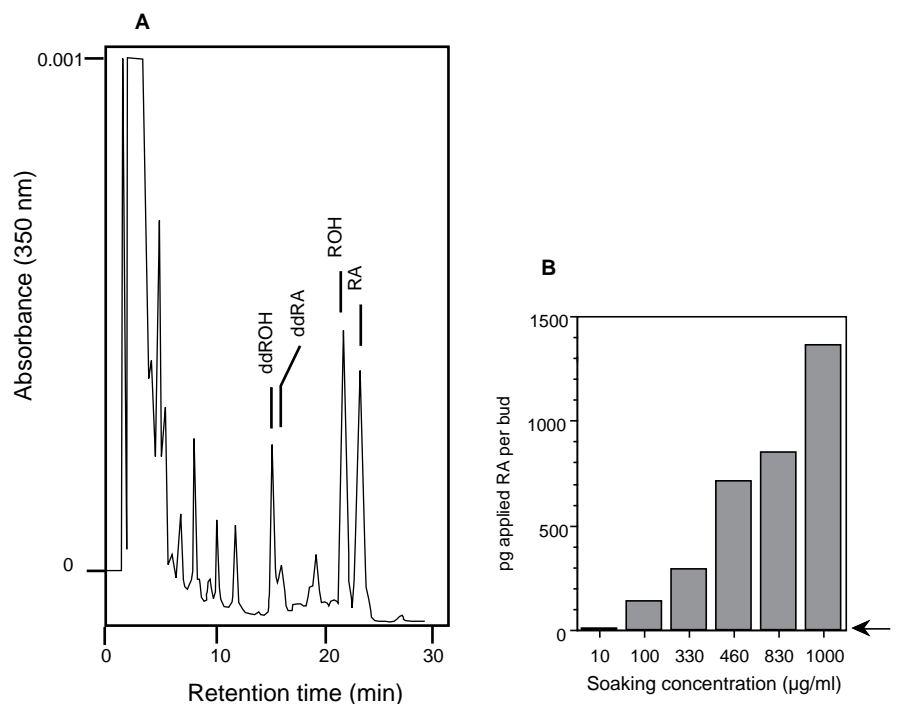 A
0.001
Absorbance (350 nm)
0
ddROH
ddRA
ROH
RA
0
10
20
30
Retention time (min)
B
1500
1000
500
0
pg applied RA per bud
10 100 330 460 830 1000
Soaking concentration (µg/ml)